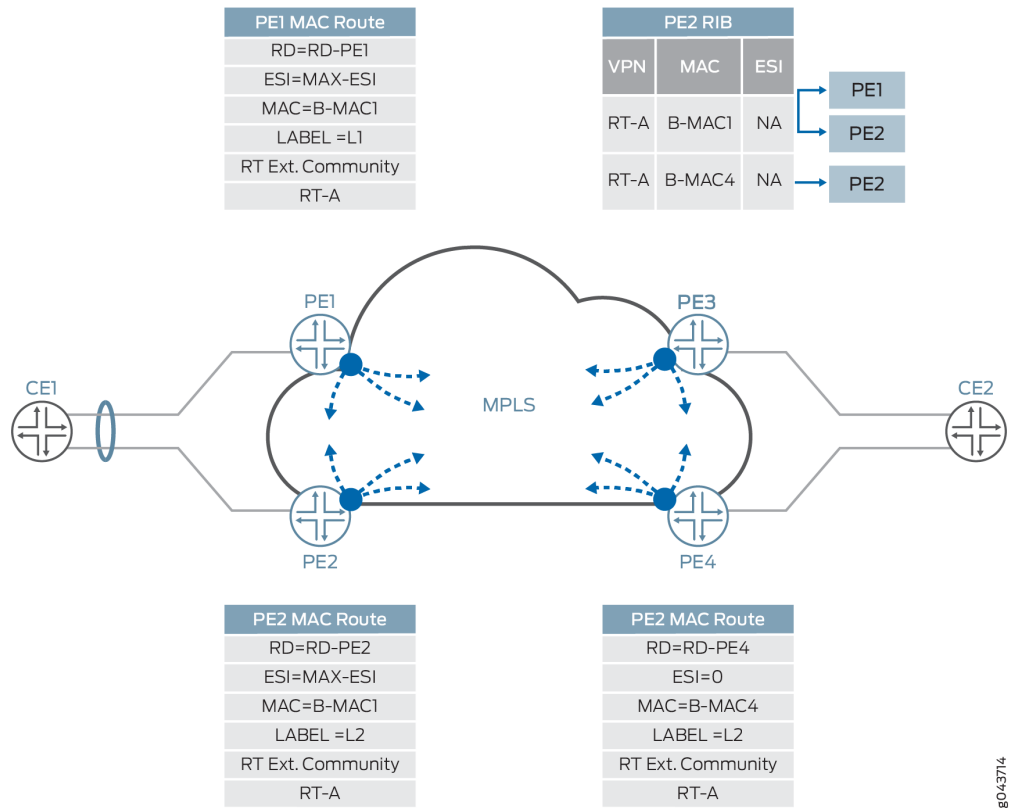 PE1 MAC Route
RD=RD-PE1
ESI=MAX-ESI
MAC=B-MAC1
LABEL =L1
RT Ext. Community
RT-A
PE2 RIB
VPN MAC ESI
RT-A B-MAC1 NA
RT-A B-MAC4 NA
PE1
PE2
PE2
PE1
PE3
CE1
MPLS
CE2
PE2
PE4
PE2 MAC Route
RD=RD-PE2
ESI=MAX-ESI
MAC=B-MAC1
LABEL =L2
RT Ext. Community
RT-A
PE2 MAC Route
RD=RD-PE4
ESI=0
MAC=B-MAC4
LABEL =L2
RT Ext. Community
RT-A
g043714